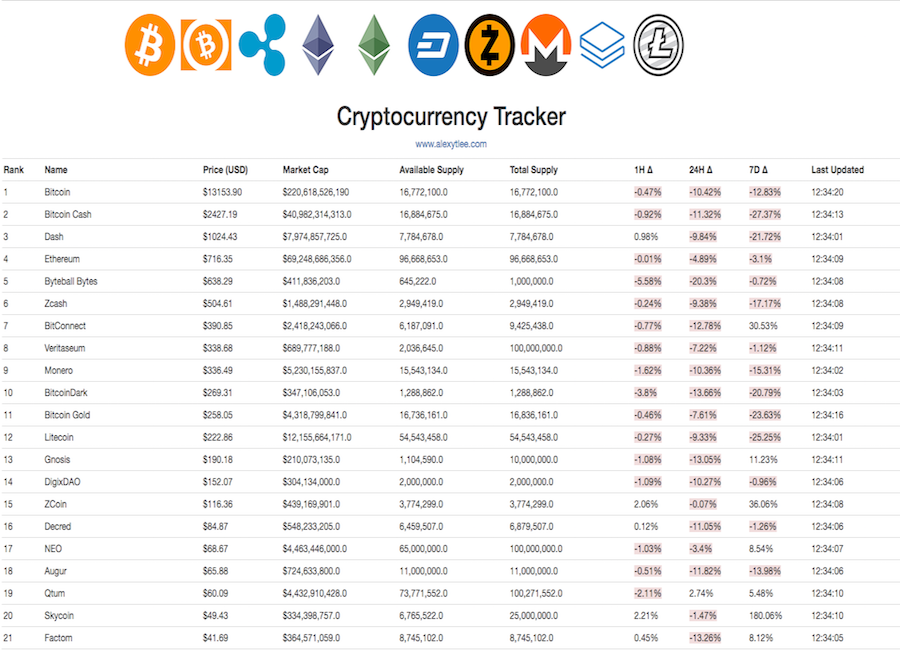 Cryptocurrency Tracker
www.alexytlee.com
Rank Name Price (USD) Market Cap Available Supply Total Supply 1H Δ 24H Δ 7D Δ Last Updated
1 Bitcoin $13153.90 $220,618,526,190 16,772,100.0 16,772,100.0 -0.47% -10.42% -12.83% 12:34:20
2 Bitcoin Cash $2427.19 $40,982,314,313.0 16,884,675.0 16,884,675.0 -0.92% -11.32% -27.37% 12:34:13
3 Dash $1024.43 $7,974,857,725.0 7,784,678.0 7,784,678.0 0.98% -9.84% -21.72% 12:34:01
4 Ethereum $716.35 $69,248,686,356.0 96,668,653.0 96,668,653.0 -0.01% -4.89% -3.1% 12:34:09
5 Byteball Bytes $638.29 $411,836,203.0 645,222.0 1,000,000.0 -5.58% -20.3% -0.72% 12:34:08
6 Zcash $504.61 $1,488,291,448.0 2,949,419.0 2,949,419.0 -0.24% -9.38% -17.17% 12:34:08
7 BitConnect $390.85 $2,418,243,066.0 6,187,091.0 9,425,438.0 -0.77% -12.78% 30.53% 12:34:09
8 Veritaseum $338.68 $689,777,188.0 2,036,645.0 100,000,000.0 -0.88% -7.22% -1.12% 12:34:11
9 Monero $336.49 $5,230,155,837.0 15,543,134.0 15,543,134.0 -1.62% -10.36% -15.31% 12:34:02
10 BitcoinDark $269.31 $347,106,053.0 1,288,862.0 1,288,862.0 -3.8% -13.66% -20.79% 12:34:03
11 Bitcoin Gold $258.05 $4,318,799,841.0 16,736,161.0 16,836,161.0 -0.46% -7.61% -23.63% 12:34:16
12 Litecoin $222.86 $12,155,664,171.0 54,543,458.0 54,543,458.0 -0.27% -9.33% -25.25% 12:34:01
13 Gnosis $190.18 $210,073,135.0 1,104,590.0 10,000,000.0 -1.08% -13.05% 11.23% 12:34:11
14 DigixDAO $152.07 $304,134,000.0 2,000,000.0 2,000,000.0 -1.09% -10.27% -0.96% 12:34:06
15 ZCoin $116.36 $439,169,901.0 3,774,299.0 3,774,299.0 2.06% -0.07% 36.06% 12:34:08
16 Decred $84.87 $548,233,205.0 6,459,507.0 6,879,507.0 0.12% -11.05% -1.26% 12:34:06
17 NEO $68.67 $4,463,446,000.0 65,000,000.0 100,000,000.0 -1.03% -3.4% 8.54% 12:34:07
18 Augur $65.88 $724,633,800.0 11,000,000.0 11,000,000.0 -0.51% -11.82% -13.98% 12:34:06
19 Qtum $60.09 $4,432,910,428.0 73,771,552.0 100,271,552.0 -2.11% 2.74% 5.48% 12:34:10
20 Skycoin $49.43 $334,398,757.0 6,765,522.0 25,000,000.0 2.21% -1.47% 180.06% 12:34:10
21 Factom $41.69 $364,571,059.0 8,745,102.0 8,745,102.0 0.45% -13.26% 8.12% 12:34:05